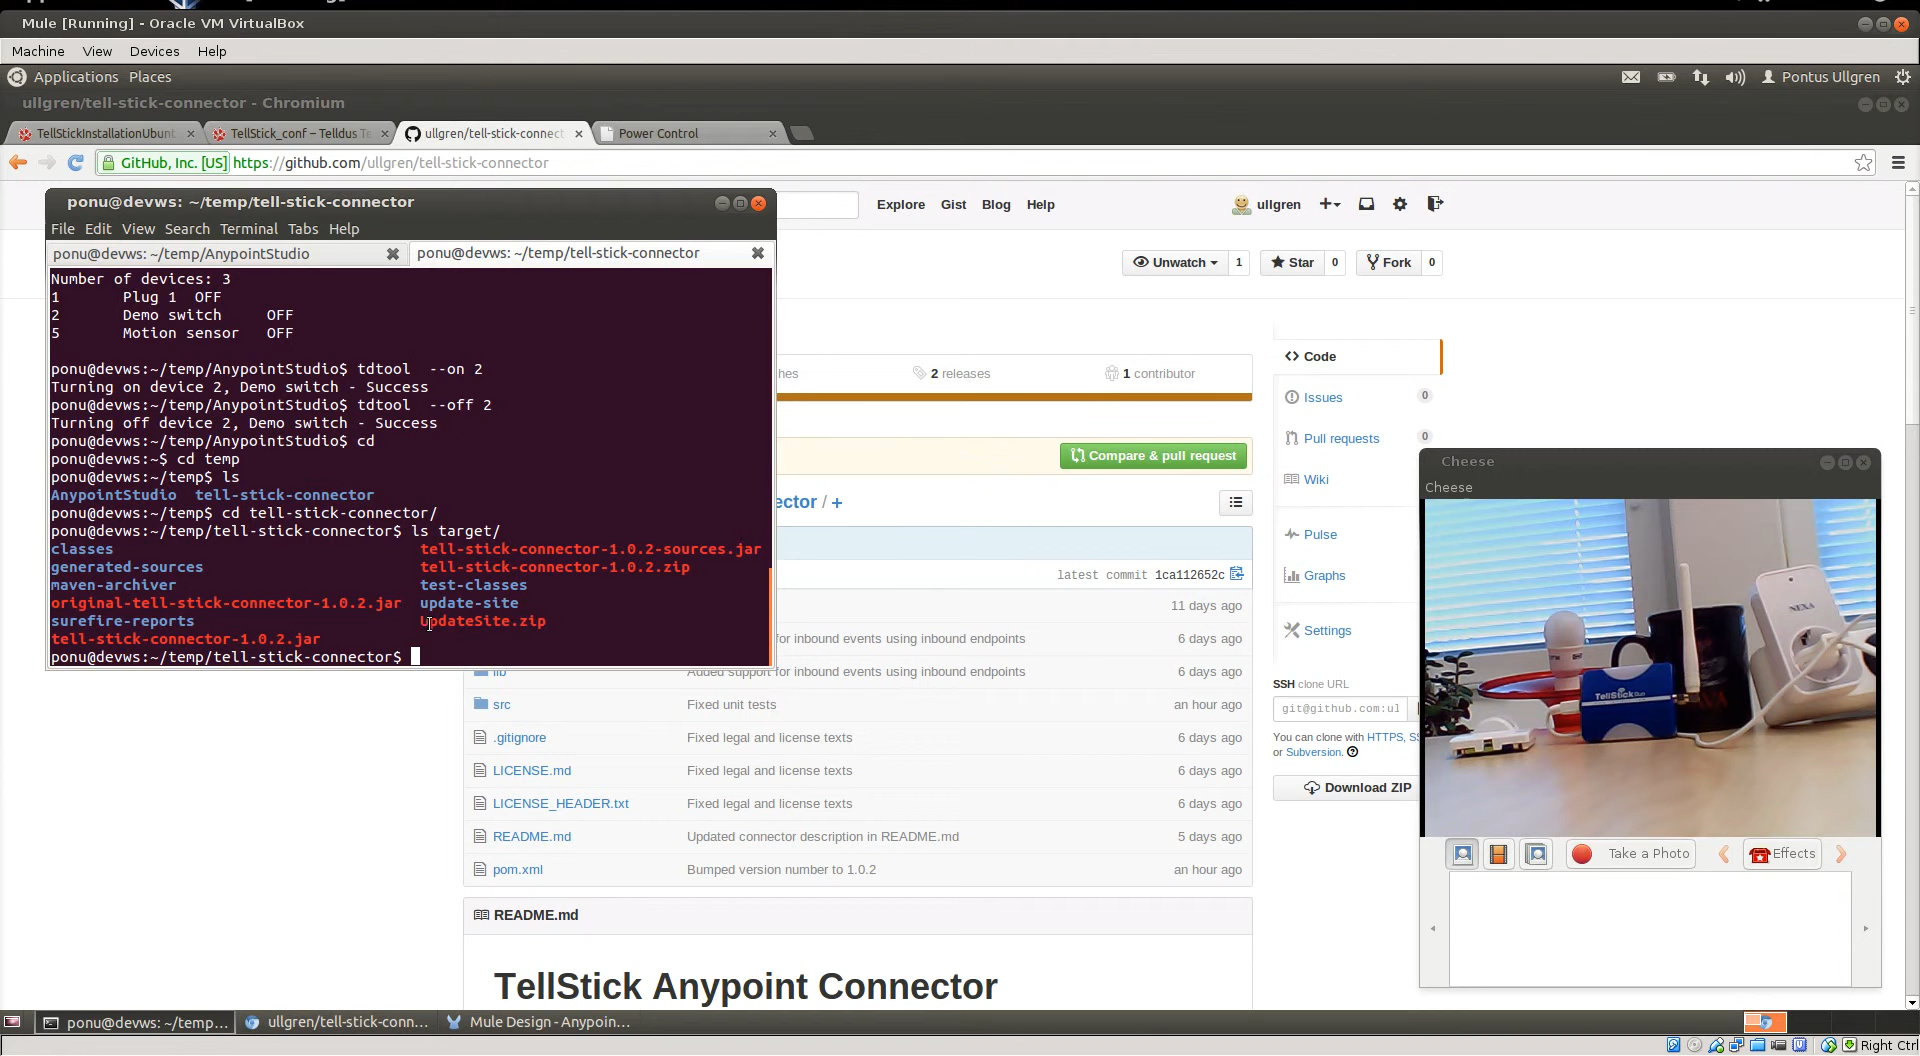 Mule [Running] - Oracle VM VirtualBox
Machine View Devices Help
Applications Places
Pontus Ullgren
ullgren/tell-stick-connector - Chromium
TellStickInstallationUbunt
TellStick_conf – Telldus Te
ullgren/tell-stick-connect
Power Control
GitHub, Inc. [US] https://github.com/ullgren/tell-stick-connector
Explore Gist Blog Help
ullgren
Unwatch 1
Star 0
Fork 0
ponu@devws: ~/temp/tell-stick-connector
File Edit View Search Terminal Tabs Help
ponu@devws: ~/temp/AnypointStudio
ponu@devws: ~/temp/tell-stick-connector
Number of devices: 3
1 Plug 1 OFF
2 Demo switch OFF
5 Motion sensor OFF
ponu@devws:~/temp/AnypointStudio$ tdtool --on 2
Turning on device 2, Demo switch - Success
ponu@devws:~/temp/AnypointStudio$ tdtool --off 2
Turning off device 2, Demo switch - Success
ponu@devws:~/temp/AnypointStudio$ cd
ponu@devws:~$ cd temp
ponu@devws:~/temp$ ls
AnypointStudio tell-stick-connector
ponu@devws:~/temp$ cd tell-stick-connector/
ponu@devws:~/temp/tell-stick-connector$ ls target/
classes tell-stick-connector-1.0.2-sources.jar
generated-sources tell-stick-connector-1.0.2.zip
maven-archiver test-classes
original-tell-stick-connector-1.0.2.jar update-site
surefire-reports UpdateSite.zip
tell-stick-connector-1.0.2.jar
ponu@devws:~/temp/tell-stick-connector$
hes
2 releases
1 contributor
Compare & pull request
ector / +
latest commit 1ca112652c
11 days ago
for inbound events using inbound endpoints 6 days ago
lib Added support for inbound events using inbound endpoints 6 days ago
src Fixed unit tests an hour ago
.gitignore Fixed legal and license texts 6 days ago
LICENSE.md Fixed legal and license texts 6 days ago
LICENSE_HEADER.txt Fixed legal and license texts 6 days ago
README.md Updated connector description in README.md 5 days ago
pom.xml Bumped version number to 1.0.2 an hour ago
README.md
TellStick Anypoint Connector
Code
Issues 0
Pull requests 0
Wiki
Pulse
Graphs
Settings
SSH clone URL
git@github.com:ul
You can clone with HTTPS, SS
or Subversion.
Download ZIP
Cheese
Cheese
NEXA
TellStick Duo
Take a Photo
Effects
ponu@devws: ~/temp...
ullgren/tell-stick-conn...
Mule Design - Anypoin...
Right Ctrl